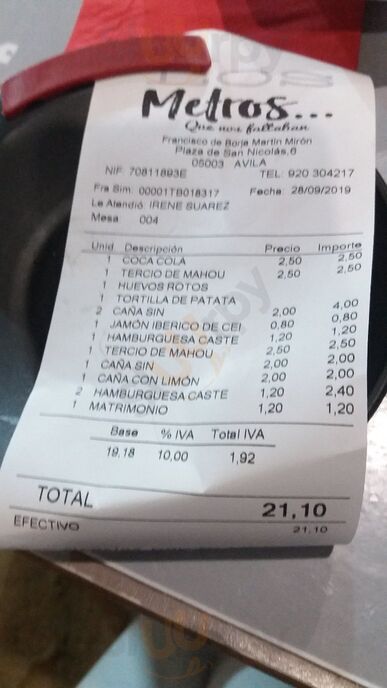 Metros...
Que nos faltaban
Francisco de Borja Martín Mirón
Plaza de San Nicolás,6
05003 AVILA
NIF 70811893E TEL: 920 304217
Fra Sim: 00001TB018317 Fecha: 28/09/2019
Le Atendió: IRENE SUAREZ
Mesa 004
Unid. Descripción Precio Importe
1 COCA COLA 2,50 2,50
1 TERCIO DE MAHOU 2,50 2,50
1 HUEVOS ROTOS
1 TORTILLA DE PATATA
2 CAÑA SIN 2,00 4,00
1 JAMÓN IBERICO DE CEI 0,80 0,80
1 HAMBURGUESA CASTE 1,20 1,20
1 TERCIO DE MAHOU 2,50 2,50
1 CAÑA SIN 2,00 2,00
1 CAÑA CON LIMÓN 2,00 2,00
2 HAMBURGUESA CASTE 1,20 2,40
1 MATRIMONIO 1,20 1,20
Base % IVA Total IVA
19,18 10,00 1,92
TOTAL 21,10
EFECTIVO 21,10